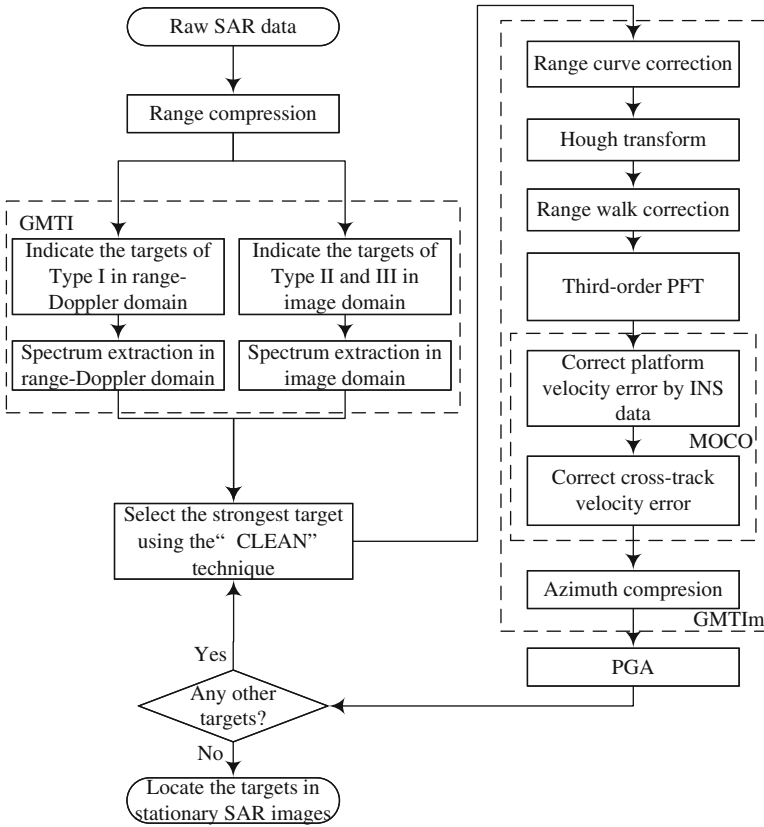 Raw SAR data
Range compression
GMTI
Indicate the targets of
Type I in range-
Doppler domain
Indicate the targets of
Type II and III in
image domain
Spectrum extraction in
range-Doppler domain
Spectrum extraction in
image domain
Select the strongest target
using the“ CLEAN”
technique
Yes
Any other
targets?
No
Locate the targets in
stationary SAR images
Range curve correction
Hough transform
Range walk correction
Third-order PFT
Correct platform
velocity error by INS
data
MOCO
Correct cross-track
velocity error
Azimuth compresion
GMTIm
PGA